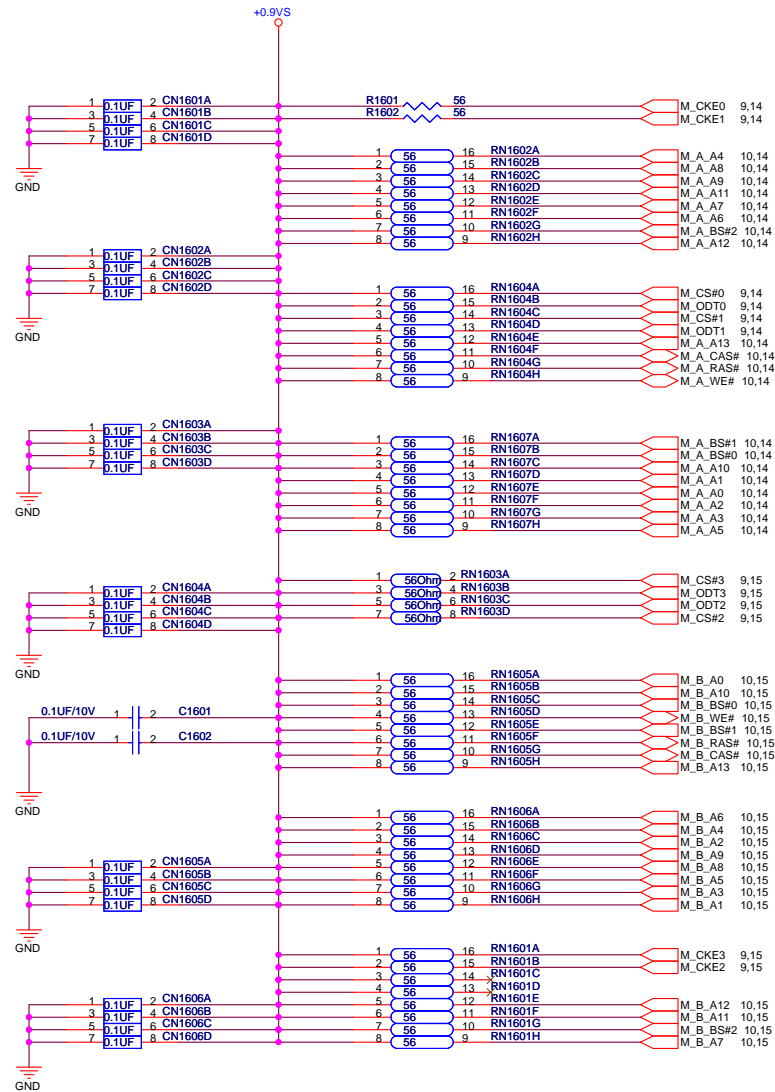 +0.9VS
1 0.1UF 2 CN1601A
3 0.1UF 4 CN1601B
5 0.1UF 6 CN1601C
7 0.1UF 8 CN1601D
GND
R1601 56 M_CKE0 9,14
R1602 56 M_CKE1 9,14
1 56 16 RN1602A M_A_A4 10,14
2 56 15 RN1602B M_A_A8 10,14
3 56 14 RN1602C M_A_A9 10,14
4 56 13 RN1602D M_A_A11 10,14
5 56 12 RN1602E M_A_A7 10,14
6 56 11 RN1602F M_A_A6 10,14
7 56 10 RN1602G M_A_BS#2 10,14
8 56 9 RN1602H M_A_A12 10,14
1 0.1UF 2 CN1602A
3 0.1UF 4 CN1602B
5 0.1UF 6 CN1602C
7 0.1UF 8 CN1602D
GND
1 56 16 RN1604A M_CS#0 9,14
2 56 15 RN1604B M_ODT0 9,14
3 56 14 RN1604C M_CS#1 9,14
4 56 13 RN1604D M_ODT1 9,14
5 56 12 RN1604E M_A_A13 10,14
6 56 11 RN1604F M_A_CAS# 10,14
7 56 10 RN1604G M_A_RAS# 10,14
8 56 9 RN1604H M_A_WE# 10,14
1 0.1UF 2 CN1603A
3 0.1UF 4 CN1603B
5 0.1UF 6 CN1603C
7 0.1UF 8 CN1603D
GND
1 56 16 RN1607A M_A_BS#1 10,14
2 56 15 RN1607B M_A_BS#0 10,14
3 56 14 RN1607C M_A_A10 10,14
4 56 13 RN1607D M_A_A1 10,14
5 56 12 RN1607E M_A_A0 10,14
6 56 11 RN1607F M_A_A2 10,14
7 56 10 RN1607G M_A_A3 10,14
8 56 9 RN1607H M_A_A5 10,14
1 0.1UF 2 CN1604A
3 0.1UF 4 CN1604B
5 0.1UF 6 CN1604C
7 0.1UF 8 CN1604D
GND
1 56Ohm 2 RN1603A M_CS#3 9,15
3 56Ohm 4 RN1603B M_ODT3 9,15
5 56Ohm 6 RN1603C M_ODT2 9,15
7 56Ohm 8 RN1603D M_CS#2 9,15
0.1UF/10V 1 2 C1601
0.1UF/10V 1 2 C1602
GND
1 56 16 RN1605A M_B_A0 10,15
2 56 15 RN1605B M_B_A10 10,15
3 56 14 RN1605C M_B_BS#0 10,15
4 56 13 RN1605D M_B_WE# 10,15
5 56 12 RN1605E M_B_BS#1 10,15
6 56 11 RN1605F M_B_RAS# 10,15
7 56 10 RN1605G M_B_CAS# 10,15
8 56 9 RN1605H M_B_A13 10,15
1 56 16 RN1606A M_B_A6 10,15
2 56 15 RN1606B M_B_A4 10,15
3 56 14 RN1606C M_B_A2 10,15
4 56 13 RN1606D M_B_A9 10,15
5 56 12 RN1606E M_B_A8 10,15
6 56 11 RN1606F M_B_A5 10,15
7 56 10 RN1606G M_B_A3 10,15
8 56 9 RN1606H M_B_A1 10,15
1 0.1UF 2 CN1605A
3 0.1UF 4 CN1605B
5 0.1UF 6 CN1605C
7 0.1UF 8 CN1605D
GND
1 56 16 RN1601A M_CKE3 9,15
2 56 15 RN1601B M_CKE2 9,15
3 56 14 RN1601C
4 56 13 RN1601D
5 56 12 RN1601E M_B_A12 10,15
6 56 11 RN1601F M_B_A11 10,15
7 56 10 RN1601G M_B_BS#2 10,15
8 56 9 RN1601H M_B_A7 10,15
1 0.1UF 2 CN1606A
3 0.1UF 4 CN1606B
5 0.1UF 6 CN1606C
7 0.1UF 8 CN1606D
GND